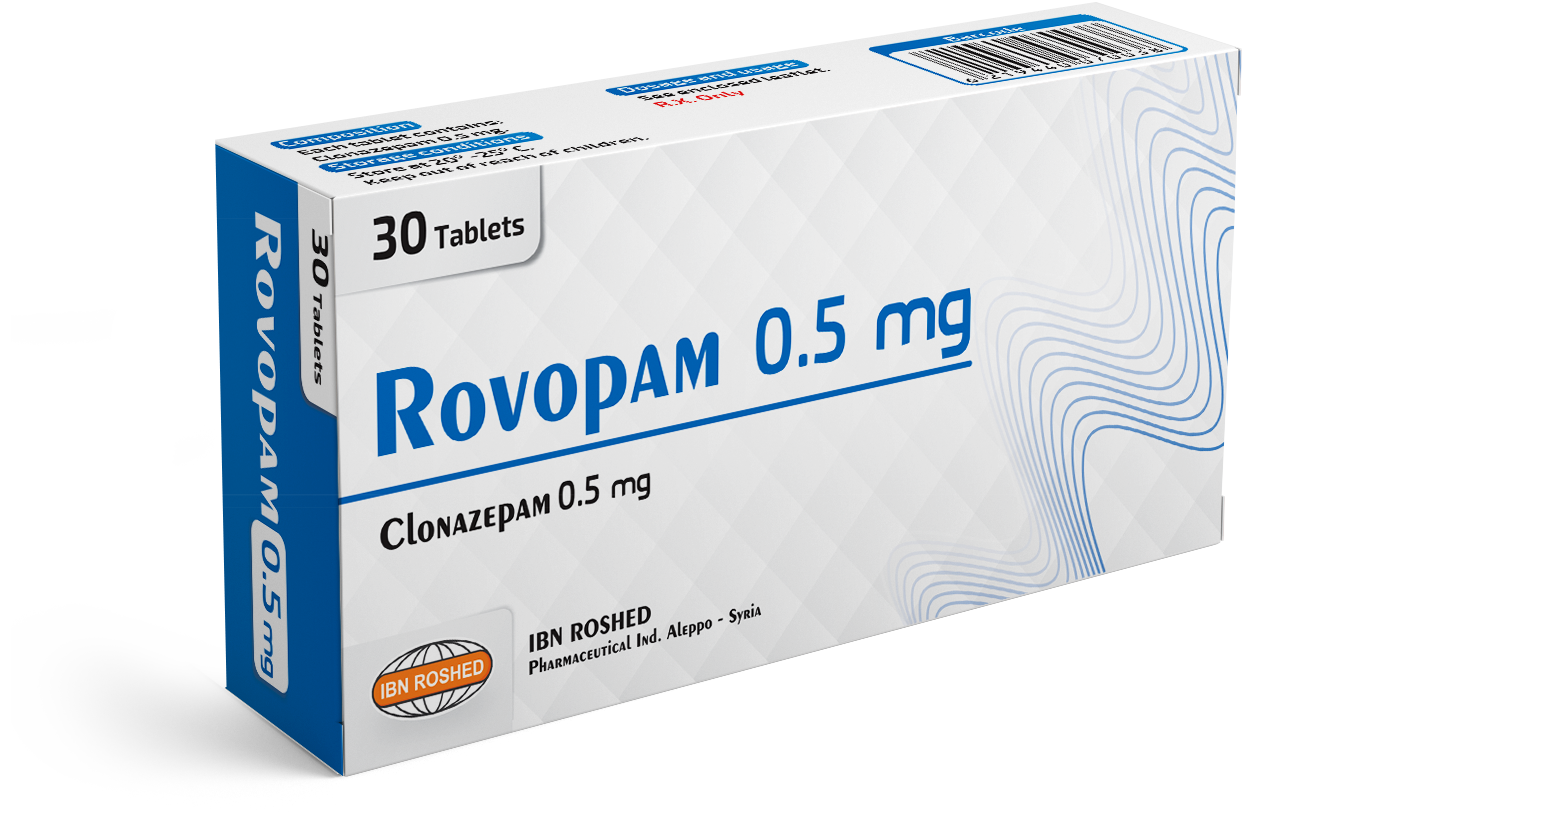 Composition
Each tablet contains:
Clonazepam 0.5 mg.
Storage conditions
Store at 20° -25° C.
Keep out of reach of children.
Dosage and usage
See enclosed leaflet.
R.X. Only
Barcode
30 Tablets
Rovopam 0.5 mg
30 Tablets
Rovopam 0.5 mg
Clonazepam 0.5 mg
IBN ROSHED
IBN ROSHED
Pharmaceutical Ind. Aleppo - Syria